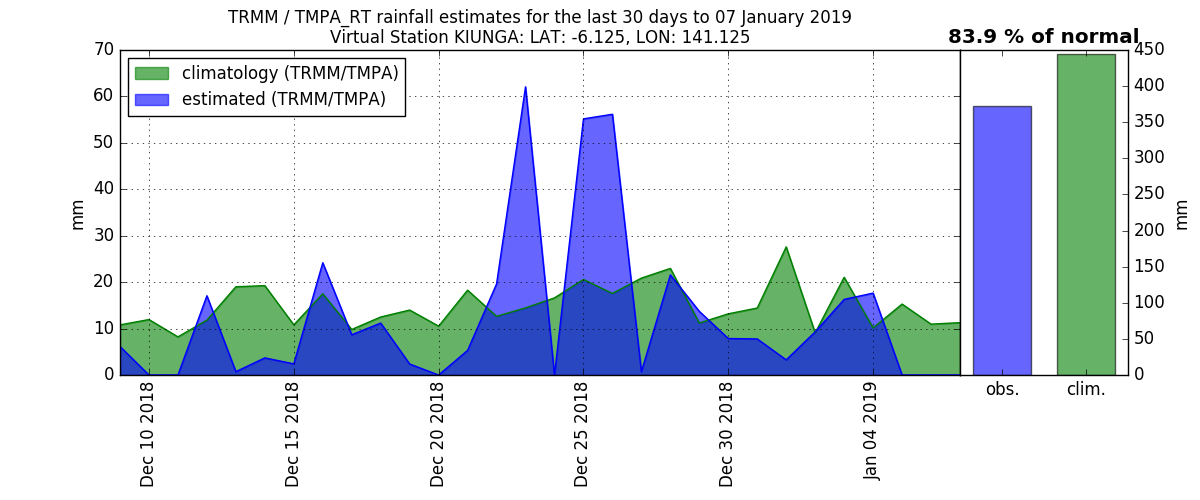 TRMM / TMPA_RT rainfall estimates for the last 30 days to 07 January 2019
Virtual Station KIUNGA: LAT: -6.125, LON: 141.125
83.9 % of normal
climatology (TRMM/TMPA)
estimated (TRMM/TMPA)
70
60
50
40
30
20
10
0
mm
450
400
350
300
250
200
150
100
50
0
mm
Dec 10 2018
Dec 15 2018
Dec 20 2018
Dec 25 2018
Dec 30 2018
Jan 04 2019
obs.
clim.